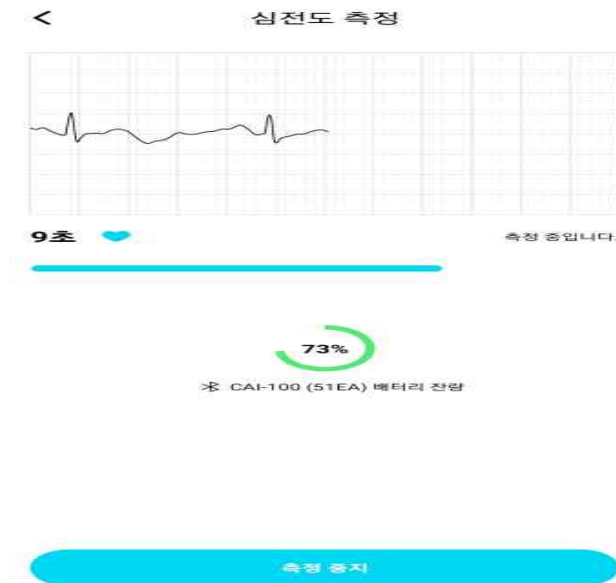 심전도 측정
9초
측정 중입니다.
73%
CAI-100 (51EA) 배터리 잔량
측정 중지